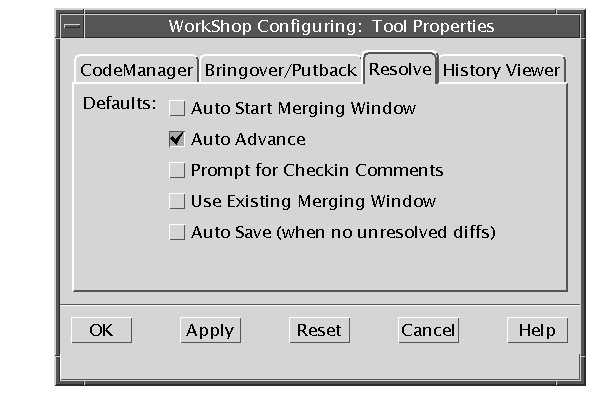 WorkShop Configuring: Tool Properties
CodeManager Bringover/Putback Resolve History Viewer
Defaults: Auto Start Merging Window
Auto Advance
Prompt for Checkin Comments
Use Existing Merging Window
Auto Save (when no unresolved diffs)
OK Apply Reset Cancel Help